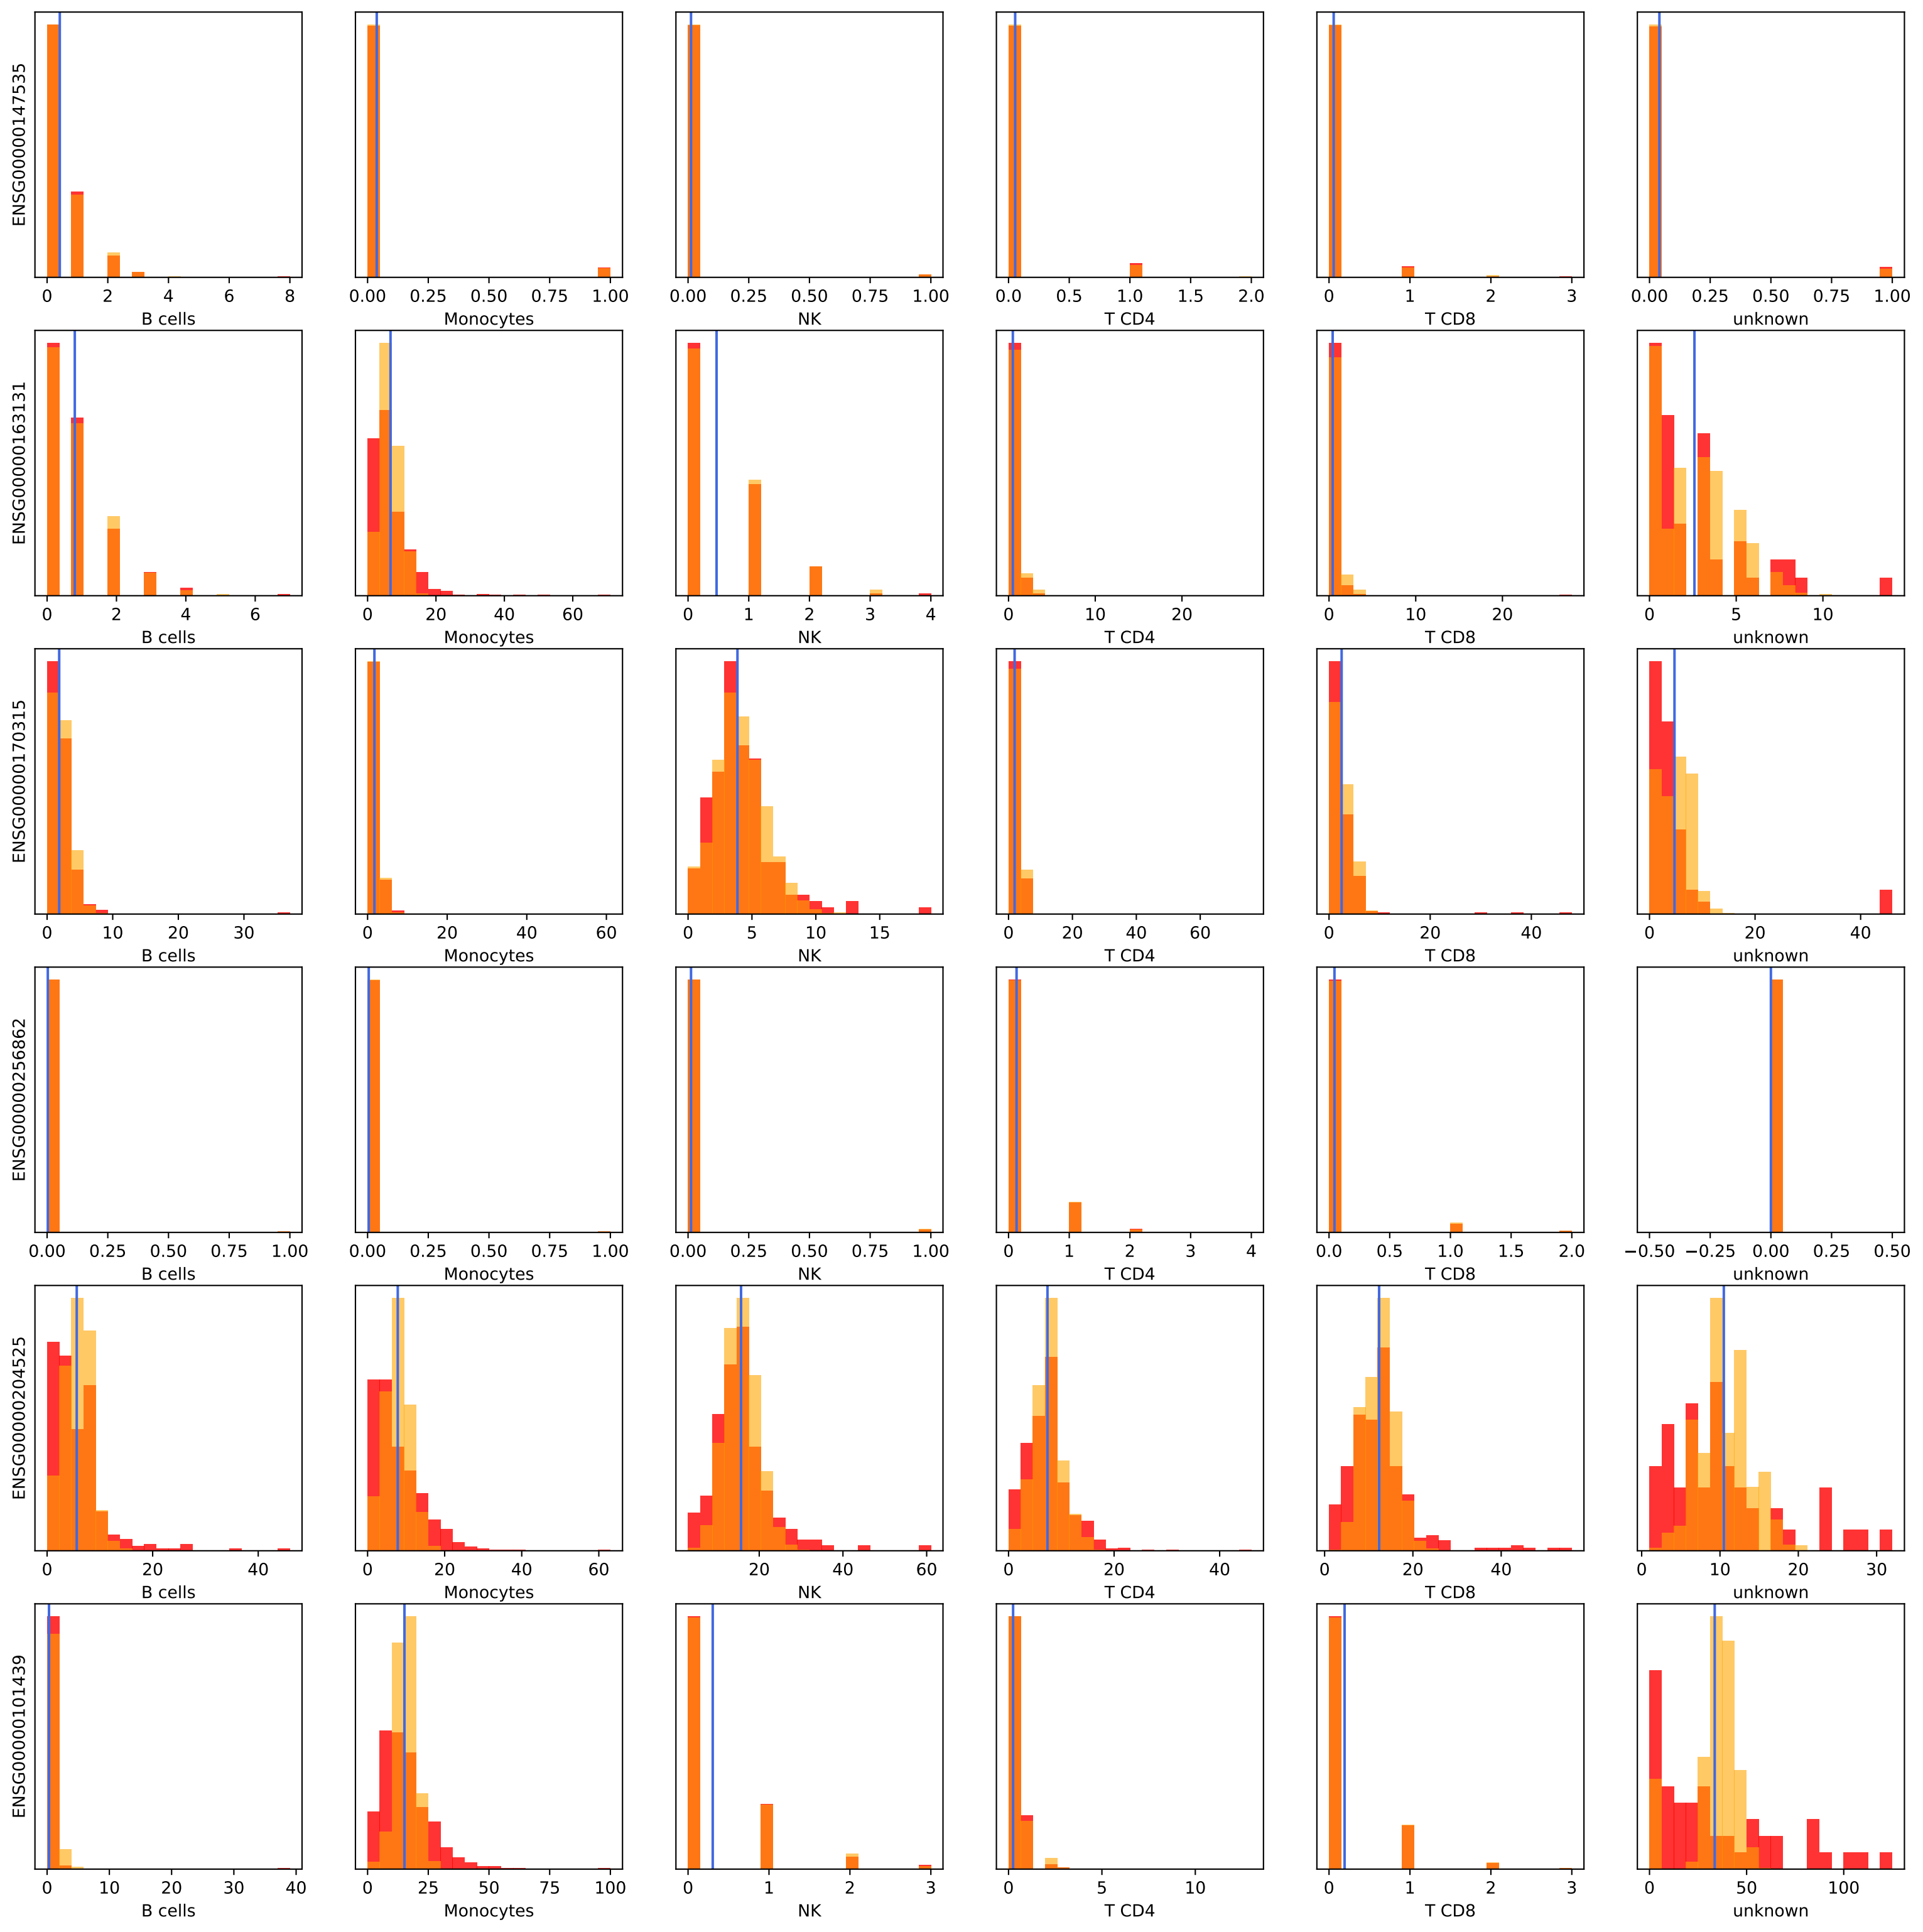 ENSG00000147535
0 2 4 6 8
B cells
0.00 0.25 0.50 0.75 1.00
Monocytes
0.00 0.25 0.50 0.75 1.00
NK
0.0 0.5 1.0 1.5 2.0
T CD4
0 1 2 3
T CD8
0.00 0.25 0.50 0.75 1.00
unknown
ENSG00000163131
0 2 4 6
B cells
0 20 40 60
Monocytes
0 1 2 3 4
NK
0 10 20
T CD4
0 10 20
T CD8
0 5 10
unknown
ENSG00000170315
0 10 20 30
B cells
0 20 40 60
Monocytes
0 5 10 15
NK
0 20 40 60
T CD4
0 20 40
T CD8
0 20 40
unknown
ENSG00000256862
0.00 0.25 0.50 0.75 1.00
B cells
0.00 0.25 0.50 0.75 1.00
Monocytes
0.00 0.25 0.50 0.75 1.00
NK
0 1 2 3 4
T CD4
0.0 0.5 1.0 1.5 2.0
T CD8
−0.50 −0.25 0.00 0.25 0.50
unknown
ENSG00000204525
0 20 40
B cells
0 20 40 60
Monocytes
20 40 60
NK
0 20 40
T CD4
0 20 40
T CD8
0 10 20 30
unknown
ENSG00000101439
0 10 20 30 40
B cells
0 25 50 75 100
Monocytes
0 1 2 3
NK
0 5 10
T CD4
0 1 2 3
T CD8
0 50 100
unknown